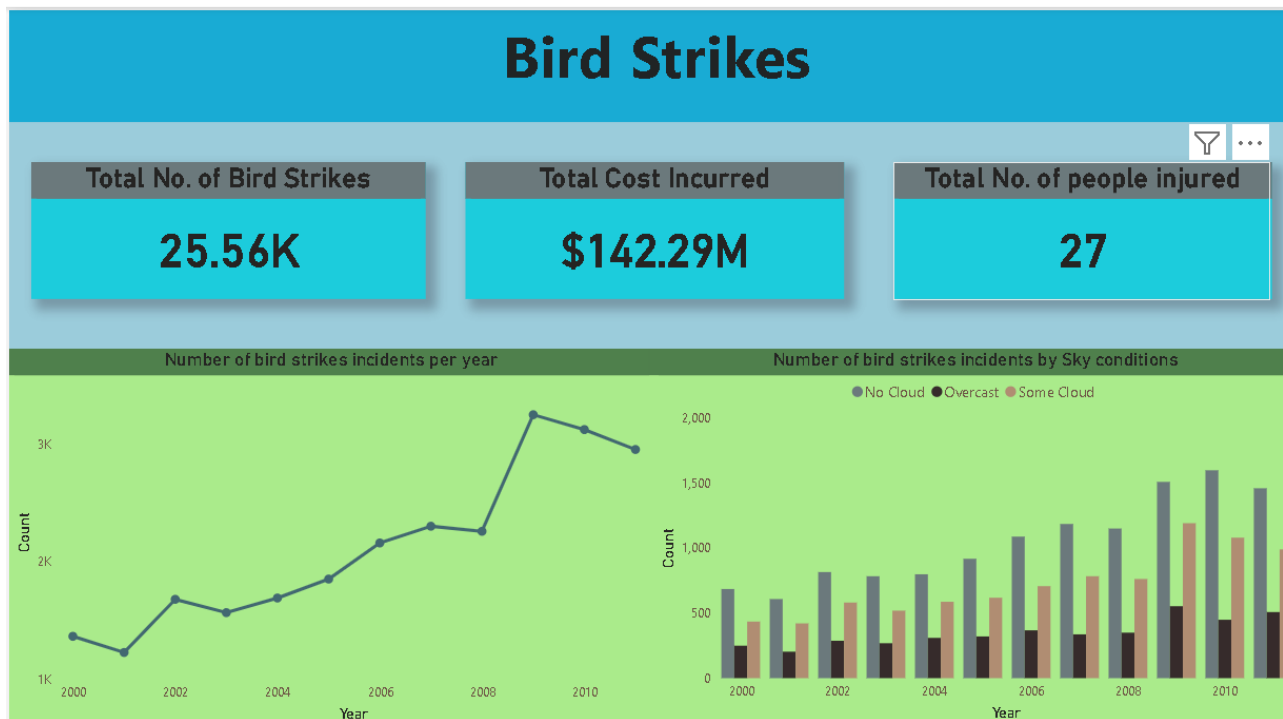 Bird Strikes
Total No. of Bird Strikes
25.56K
Total Cost Incurred
$142.29M
Total No. of people injured
27
Number of bird strikes incidents per year
3K
2K
1K
Count
2000 2002 2004 2006 2008 2010
Year
Number of bird strikes incidents by Sky conditions
No Cloud Overcast Some Cloud
2,000
1,500
1,000
500
0
Count
2000 2002 2004 2006 2008 2010
Year